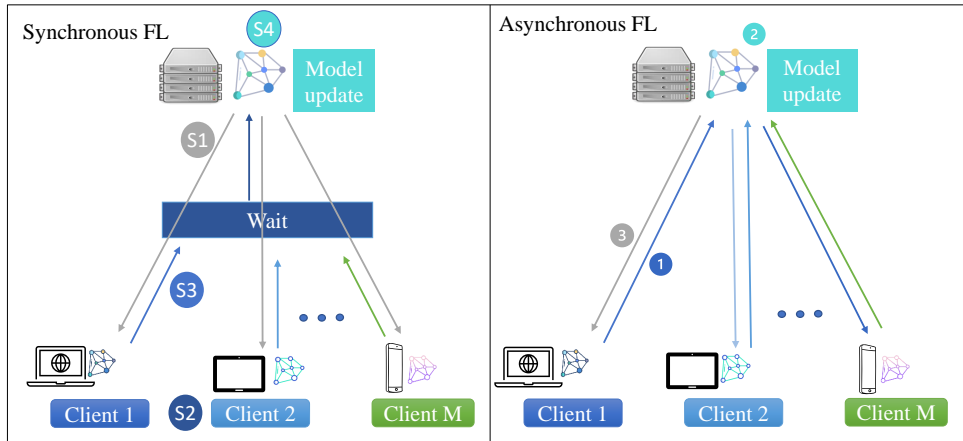 Synchronous FL
S4
Model
update
S1
Wait
S3
Client 1
S2
Client 2
Client M
Asynchronous FL
2
Model
update
3
1
Client 1
Client 2
Client M